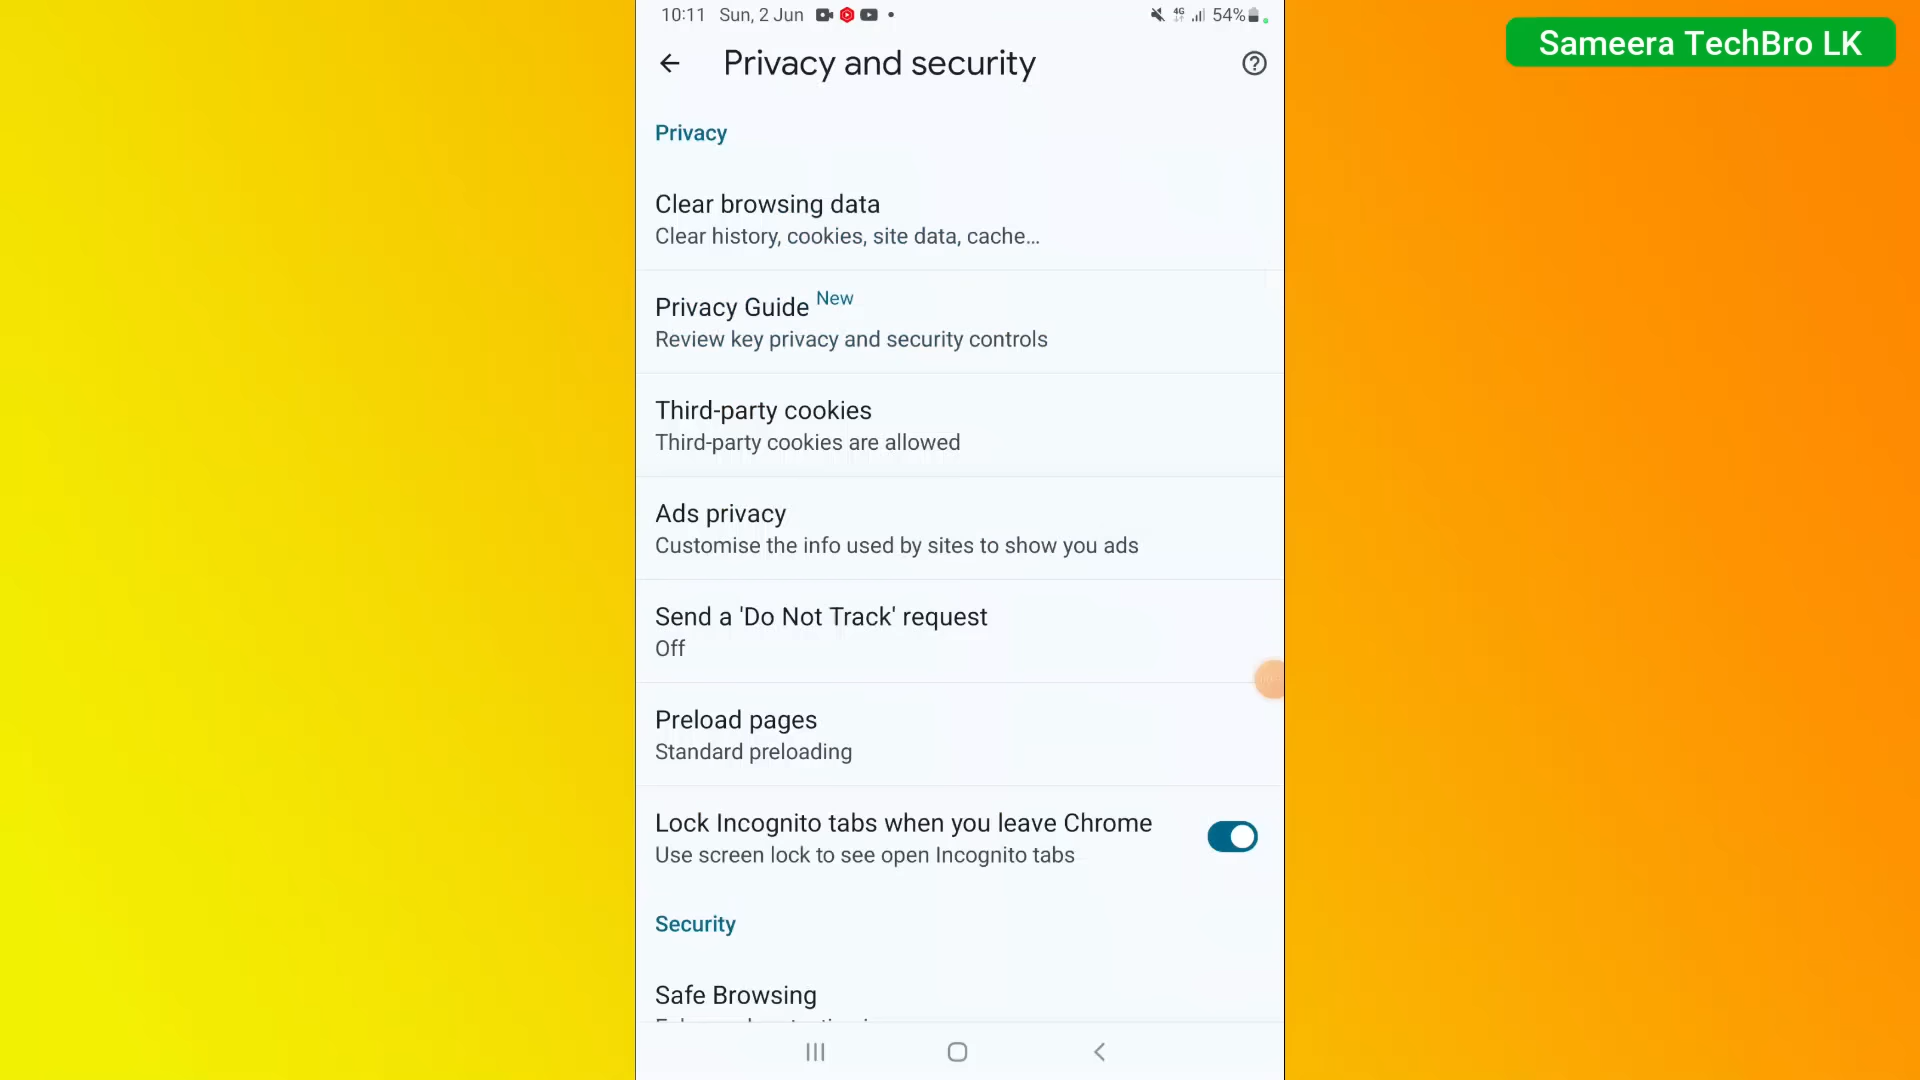 10:11 Sun, 2 Jun 4G 54%
Sameera TechBro LK
Privacy and security
Privacy
Clear browsing data
Clear history, cookies, site data, cache…
Privacy Guide New
Review key privacy and security controls
Third-party cookies
Third-party cookies are allowed
Ads privacy
Customise the info used by sites to show you ads
Send a 'Do Not Track' request
Off
Preload pages
Standard preloading
Lock Incognito tabs when you leave Chrome
Use screen lock to see open Incognito tabs
Security
Safe Browsing